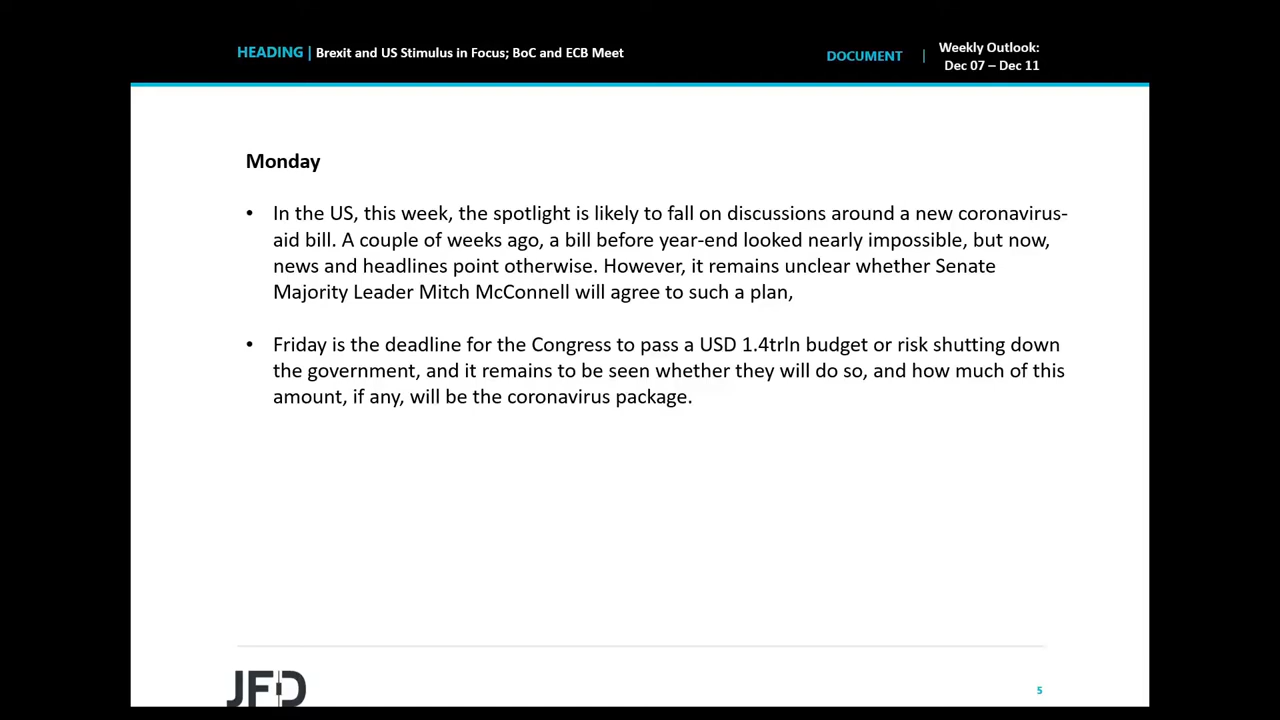 HEADING | Brexit and US Stimulus in Focus; BoC and ECB Meet
DOCUMENT | Weekly Outlook:
Dec 07 – Dec 11
Monday
• In the US, this week, the spotlight is likely to fall on discussions around a new coronavirus-
aid bill. A couple of weeks ago, a bill before year-end looked nearly impossible, but now,
news and headlines point otherwise. However, it remains unclear whether Senate
Majority Leader Mitch McConnell will agree to such a plan,
• Friday is the deadline for the Congress to pass a USD 1.4trln budget or risk shutting down
the government, and it remains to be seen whether they will do so, and how much of this
amount, if any, will be the coronavirus package.
JFD
5